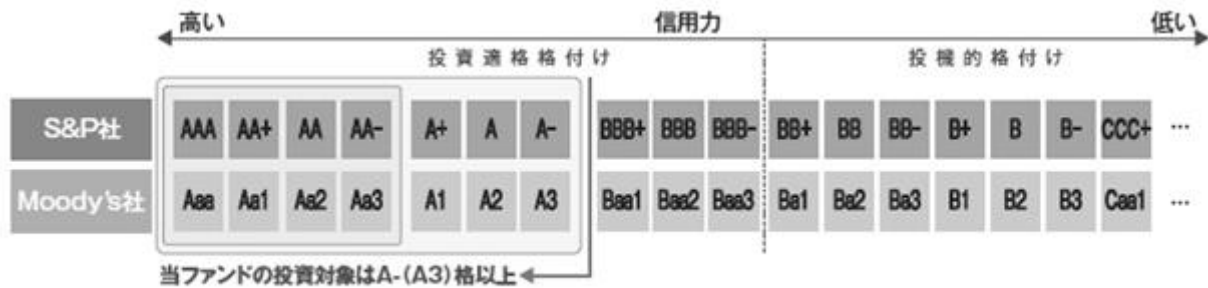 高い 信用力 低い
投資適格格付け 投機的格付け
S&P社 AAA AA+ AA AA- A+ A A- BBB+ BBB BBB- BB+ BB BB- B+ B B- CCC+ …
Moody's社 Aaa Aa1 Aa2 Aa3 A1 A2 A3 Baa1 Baa2 Baa3 Ba1 Ba2 Ba3 B1 B2 B3 Caa1 …
当ファンドの投資対象はA-(A3)格以上